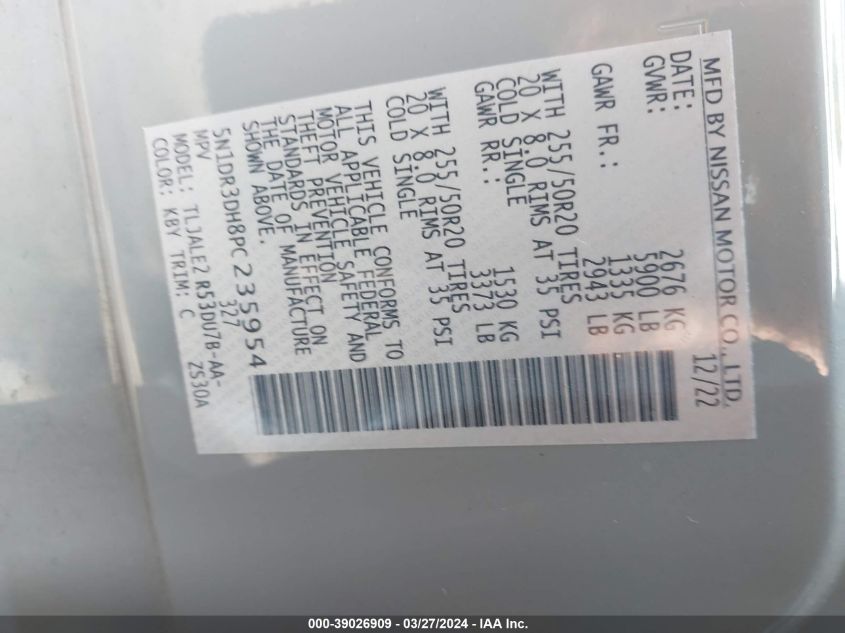 MFD BY NISSAN MOTOR CO., LTD.
DATE: 12/22
GVWR: 2676 KG
5900 LB
GAWR FR.: 1335 KG
2943 LB
WITH 255/50R20 TIRES
20 X 8.0 RIMS AT 35 PSI
COLD SINGLE
GAWR RR.: 1530 KG
3373 LB
WITH 255/50R20 TIRES
20 X 8.0 RIMS AT 35 PSI
COLD SINGLE
THIS VEHICLE CONFORMS TO
ALL APPLICABLE FEDERAL
MOTOR VEHICLE SAFETY AND
THEFT PREVENTION
STANDARDS IN EFFECT ON
THE DATE OF MANUFACTURE
SHOWN ABOVE.
5N1DR3DH8PC235954
MPV 327
MODEL: TLJALE2 R53DU7B-AA-
COLOR: KBY TRIM: C ZS30A
000-39026909 — 03/27/2024 — IAA Inc.